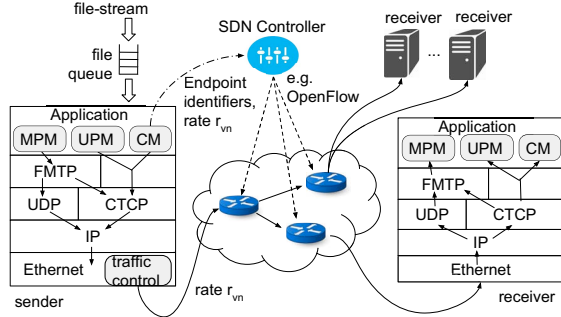 file-stream
file
queue
SDN Controller
receiver
receiver
...
Endpoint
identifiers,
rate r_vn
e.g.
OpenFlow
Application
MPM
UPM
CM
FMTP
UDP
CTCP
IP
Ethernet
traffic
control
sender
rate r_vn
Application
MPM
UPM
CM
FMTP
UDP
CTCP
IP
Ethernet
receiver